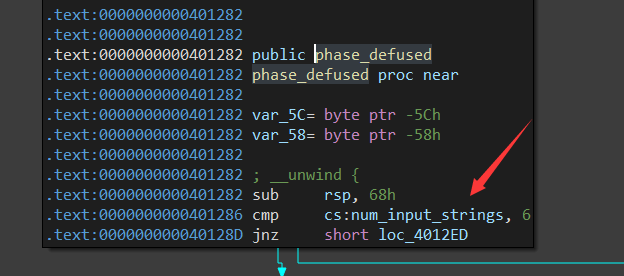 .text:0000000000401282
.text:0000000000401282
.text:0000000000401282 public phase_defused
.text:0000000000401282 phase_defused proc near
.text:0000000000401282
.text:0000000000401282 var_5C= byte ptr -5Ch
.text:0000000000401282 var_58= byte ptr -58h
.text:0000000000401282
.text:0000000000401282 ; __unwind {
.text:0000000000401282 sub rsp, 68h
.text:0000000000401286 cmp cs:num_input_strings, 6
.text:000000000040128D jnz short loc_4012ED